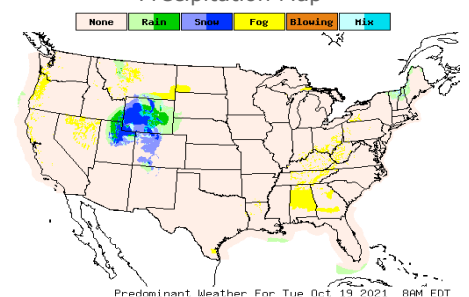 Precipitation Map
None Rain Snow Fog Blowing Mix
Predominant Weather For Tue Oct 19 2021 8AM EDT